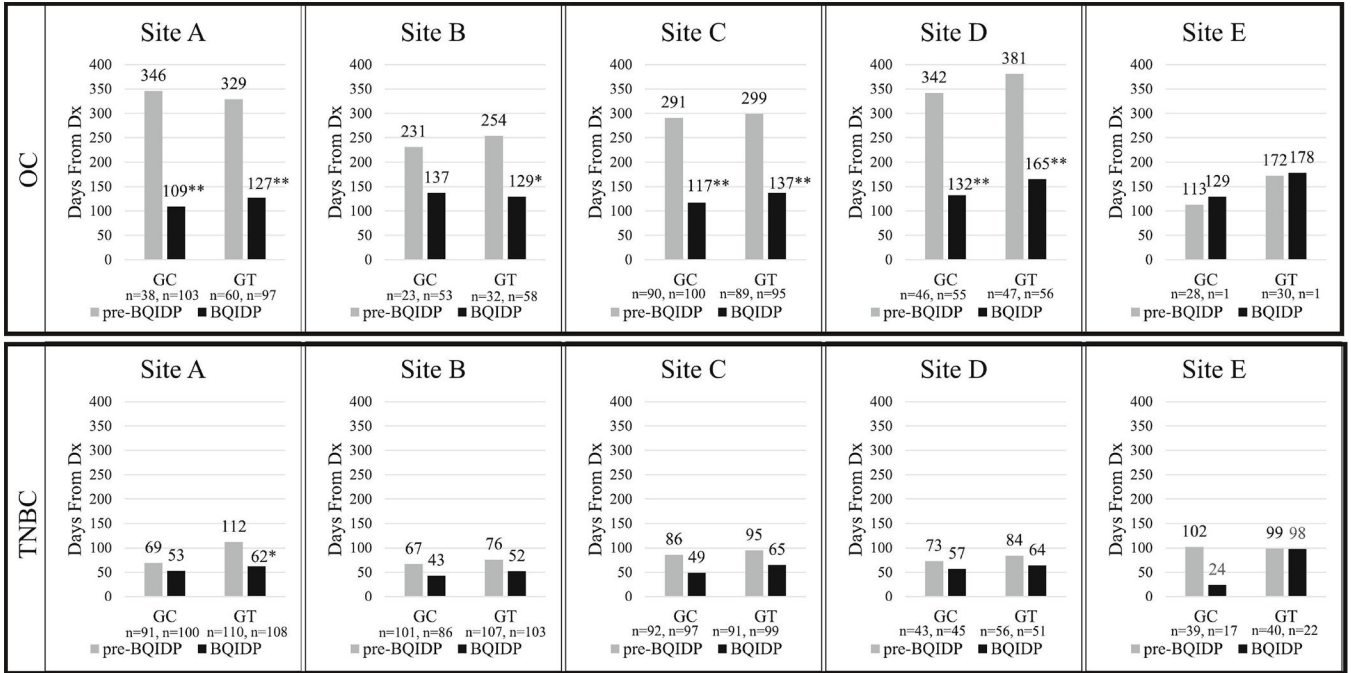 OC
Site A
Days From Dx
400
350
300
250
200
150
100
50
0
346
109**
329
127**
GC
GT
n=38, n=103
n=60, n=97
pre-BQIDP
BQIDP
Site B
Days From Dx
400
350
300
250
200
150
100
50
0
231
137
254
129*
GC
GT
n=23, n=53
n=32, n=58
pre-BQIDP
BQIDP
Site C
Days From Dx
400
350
300
250
200
150
100
50
0
291
117**
299
137**
GC
GT
n=90, n=100
n=89, n=95
pre-BQIDP
BQIDP
Site D
Days From Dx
400
350
300
250
200
150
100
50
0
342
132**
381
165**
GC
GT
n=46, n=55
n=47, n=56
pre-BQIDP
BQIDP
Site E
Days From Dx
400
350
300
250
200
150
100
50
0
113
129
172
178
GC
GT
n=28, n=1
n=30, n=1
pre-BQIDP
BQIDP
TNBC
Site A
Days From Dx
400
350
300
250
200
150
100
50
0
69
53
112
62*
GC
GT
n=91, n=100
n=110, n=108
pre-BQIDP
BQIDP
Site B
Days From Dx
400
350
300
250
200
150
100
50
0
67
43
76
52
GC
GT
n=101, n=86
n=107, n=103
pre-BQIDP
BQIDP
Site C
Days From Dx
400
350
300
250
200
150
100
50
0
86
49
95
65
GC
GT
n=92, n=97
n=91, n=99
pre-BQIDP
BQIDP
Site D
Days From Dx
400
350
300
250
200
150
100
50
0
73
57
84
64
GC
GT
n=43, n=45
n=56, n=51
pre-BQIDP
BQIDP
Site E
Days From Dx
400
350
300
250
200
150
100
50
0
102
24
99
98
GC
GT
n=39, n=17
n=40, n=22
pre-BQIDP
BQIDP